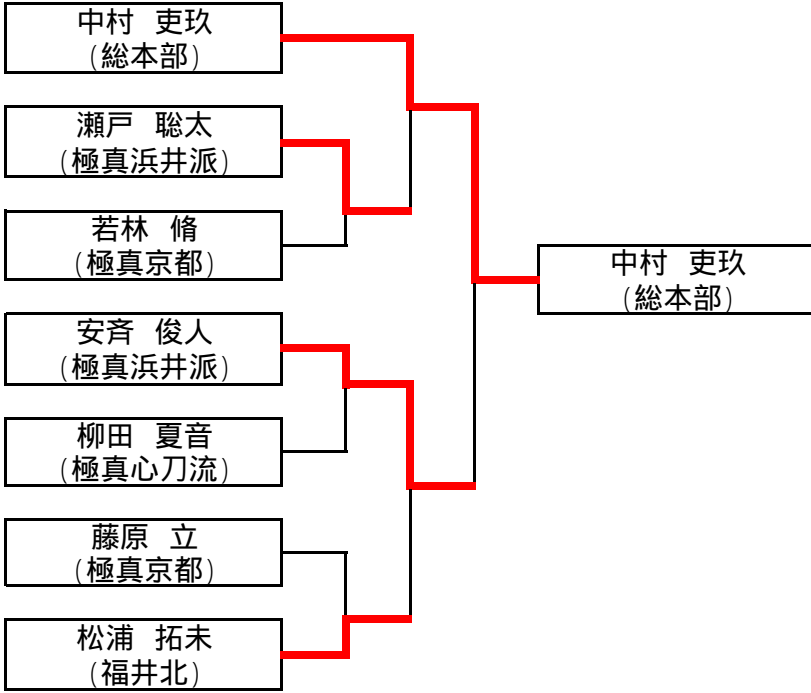 中村 吏玖
(総本部)
瀬戸 聡太
(極真浜井派)
若林 脩
(極真京都)
安斉 俊人
(極真浜井派)
柳田 夏音
(極真心刀流)
藤原 立
(極真京都)
松浦 拓未
(福井北)
中村 吏玖
(総本部)